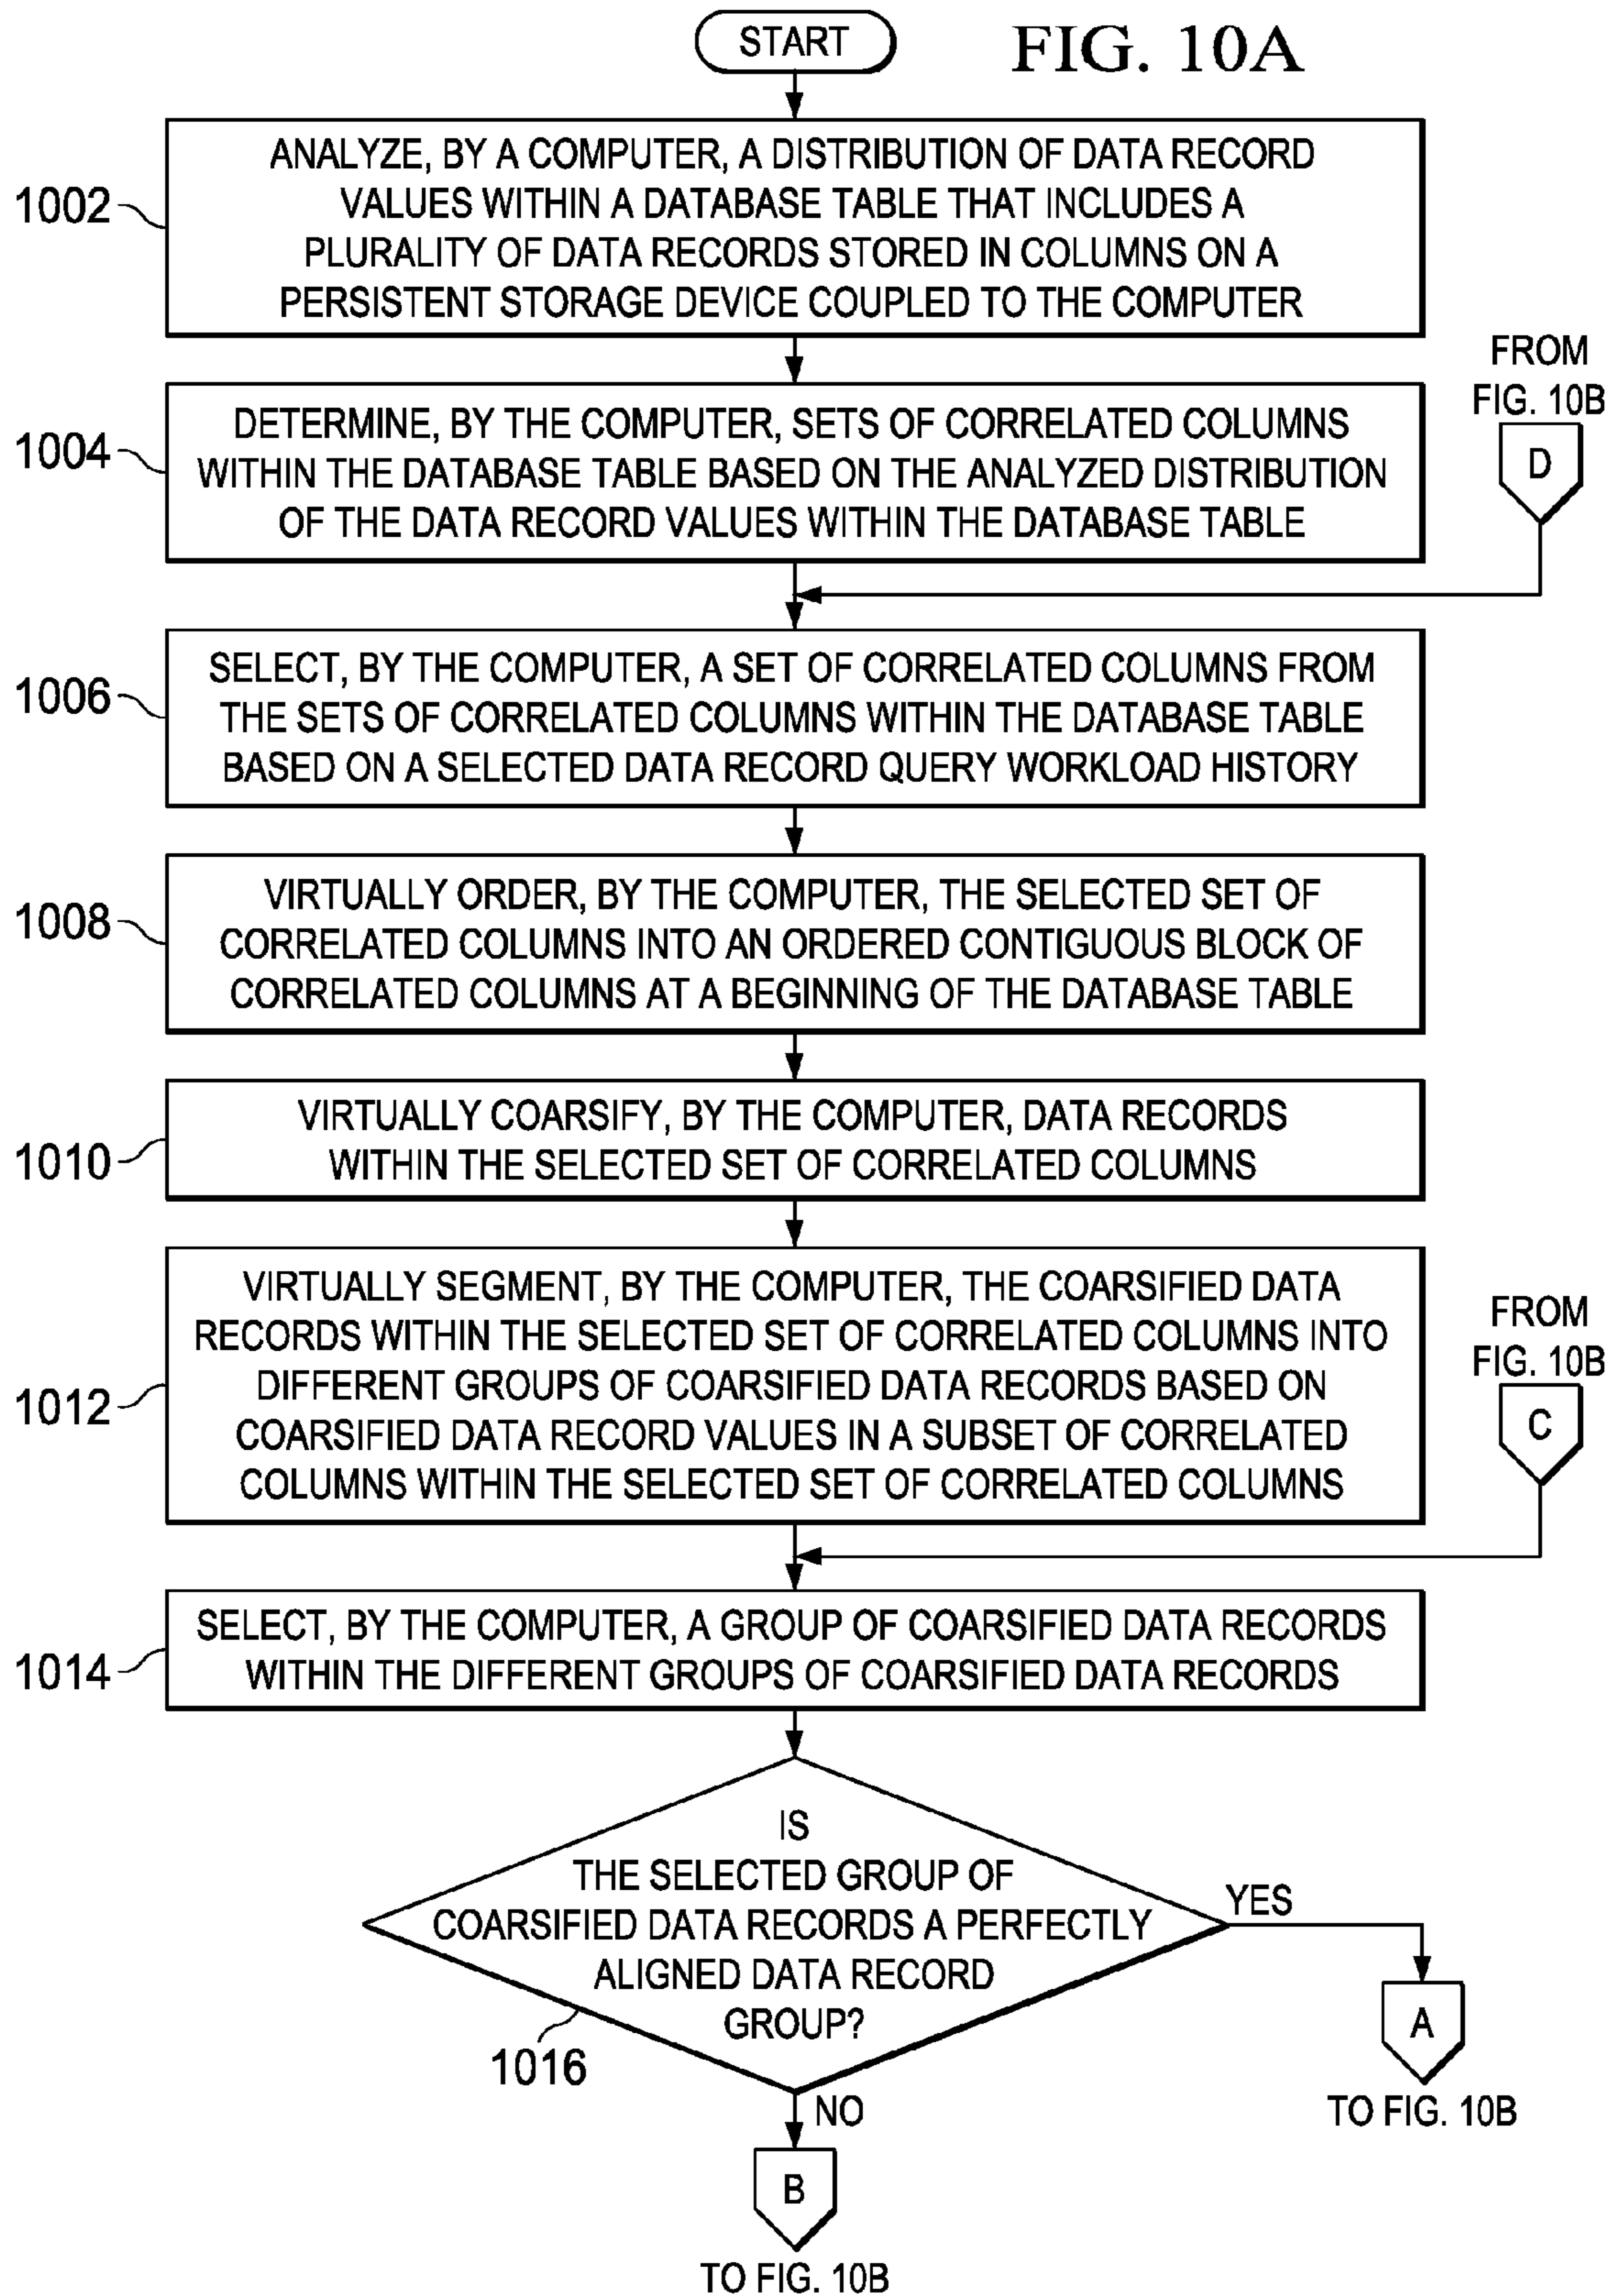 START
FIG. 10A
ANALYZE, BY A COMPUTER, A DISTRIBUTION OF DATA RECORD
VALUES WITHIN A DATABASE TABLE THAT INCLUDES A
PLURALITY OF DATA RECORDS STORED IN COLUMNS ON A
PERSISTENT STORAGE DEVICE COUPLED TO THE COMPUTER
1002
FROM
FIG. 10B
D
DETERMINE, BY THE COMPUTER, SETS OF CORRELATED COLUMNS
WITHIN THE DATABASE TABLE BASED ON THE ANALYZED DISTRIBUTION
OF THE DATA RECORD VALUES WITHIN THE DATABASE TABLE
1004
SELECT, BY THE COMPUTER, A SET OF CORRELATED COLUMNS FROM
THE SETS OF CORRELATED COLUMNS WITHIN THE DATABASE TABLE
BASED ON A SELECTED DATA RECORD QUERY WORKLOAD HISTORY
1006
VIRTUALLY ORDER, BY THE COMPUTER, THE SELECTED SET OF
CORRELATED COLUMNS INTO AN ORDERED CONTIGUOUS BLOCK OF
CORRELATED COLUMNS AT A BEGINNING OF THE DATABASE TABLE
1008
VIRTUALLY COARSIFY, BY THE COMPUTER, DATA RECORDS
WITHIN THE SELECTED SET OF CORRELATED COLUMNS
1010
VIRTUALLY SEGMENT, BY THE COMPUTER, THE COARSIFIED DATA
RECORDS WITHIN THE SELECTED SET OF CORRELATED COLUMNS INTO
DIFFERENT GROUPS OF COARSIFIED DATA RECORDS BASED ON
COARSIFIED DATA RECORD VALUES IN A SUBSET OF CORRELATED
COLUMNS WITHIN THE SELECTED SET OF CORRELATED COLUMNS
1012
FROM
FIG. 10B
C
SELECT, BY THE COMPUTER, A GROUP OF COARSIFIED DATA RECORDS
WITHIN THE DIFFERENT GROUPS OF COARSIFIED DATA RECORDS
1014
IS
THE SELECTED GROUP OF
COARSIFIED DATA RECORDS A PERFECTLY
ALIGNED DATA RECORD
GROUP?
1016
YES
A
TO FIG. 10B
NO
B
TO FIG. 10B